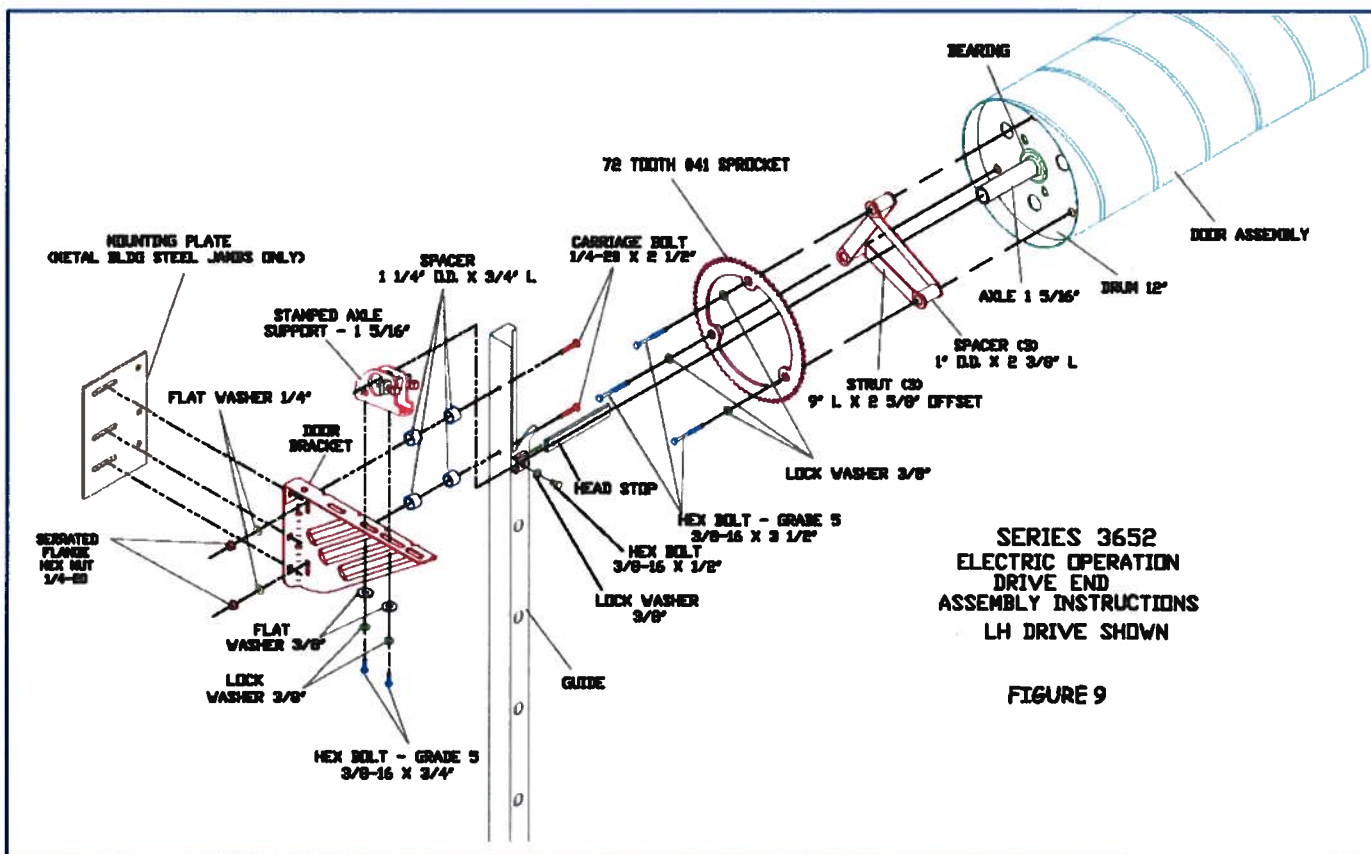 BEARING
72 TOOTH #41 SPROCKET
MOUNTING PLATE
(METAL BLDG STEEL JAMBS ONLY)
SPACER
1 1/4" O.D. X 3/4" L
CARRIAGE BOLT
1/4-20 X 2 1/2"
DOOR ASSEMBLY
STAMPED AXLE
SUPPORT - 1 5/16"
AXLE 1 5/16"
DRUM 12"
SPACER (3)
1" O.D. X 2 3/8" L
STRUT (3)
9" L X 2 5/8" OFFSET
FLAT WASHER 1/4"
DOOR
BRACKET
LOCK WASHER 3/8"
HEAD STOP
HEX BOLT - GRADE 5
3/8-16 X 3 1/2"
SERRATED
FLANGE
HEX NUT
1/4-20
HEX BOLT
3/8-16 X 1/2"
LOCK WASHER
3/8"
FLAT
WASHER 3/8"
LOCK
WASHER 3/8"
GUIDE
HEX BOLT - GRADE 5
3/8-16 X 3/4"
SERIES 3652
ELECTRIC OPERATION
DRIVE END
ASSEMBLY INSTRUCTIONS
LH DRIVE SHOWN
FIGURE 9